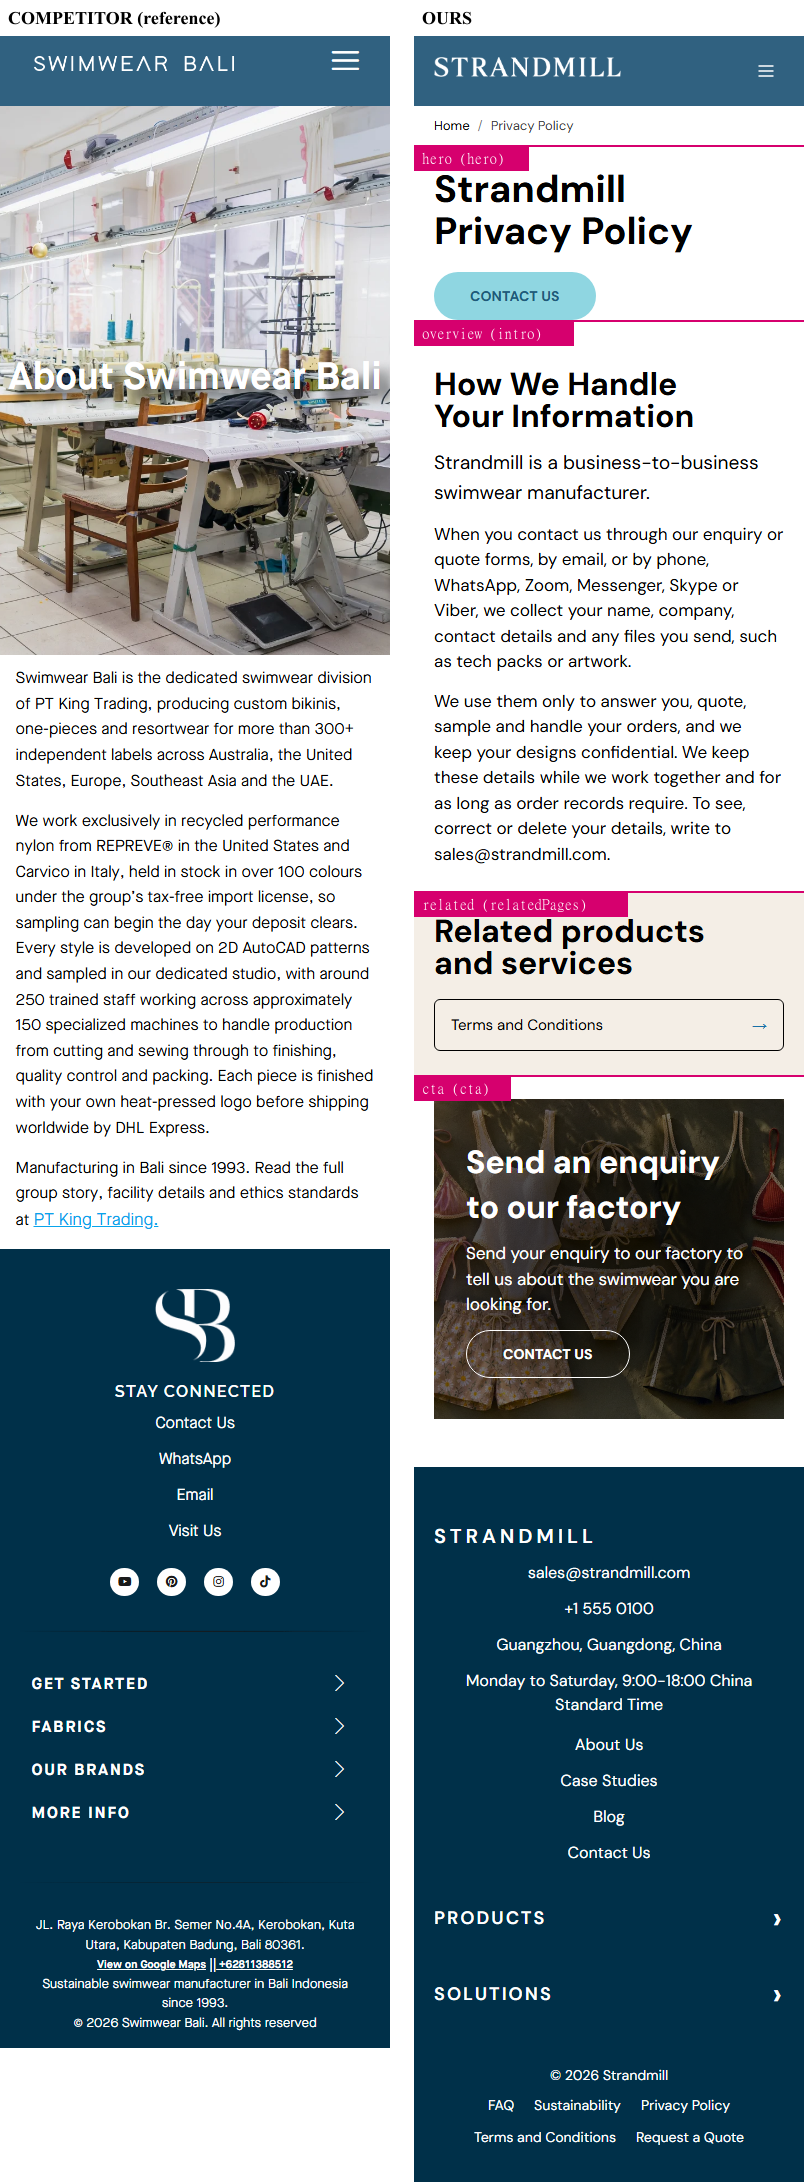 COMPETITOR (reference)
SWIMWEAR BALI
About Swimwear Bali
Swimwear Bali is the dedicated swimwear division
of PT King Trading, producing custom bikinis,
one-pieces and resortwear for more than 300+
independent labels across Australia, the United
States, Europe, Southeast Asia and the UAE.
We work exclusively in recycled performance
nylon from REPREVE® in the United States and
Carvico in Italy, held in stock in over 100 colours
under the group's tax-free import license, so
sampling can begin the day your deposit clears.
Every style is developed on 2D AutoCAD patterns
and sampled in our dedicated studio, with around
250 trained staff working across approximately
150 specialized machines to handle production
from cutting and sewing through to finishing,
quality control and packing. Each piece is finished
with your own heat-pressed logo before shipping
worldwide by DHL Express.
Manufacturing in Bali since 1993. Read the full
group story, facility details and ethics standards
at PT King Trading.
SB
STAY CONNECTED
Contact Us
WhatsApp
Email
Visit Us
GET STARTED
FABRICS
OUR BRANDS
MORE INFO
JL. Raya Kerobokan Br. Semer No.4A, Kerobokan, Kuta
Utara, Kabupaten Badung, Bali 80361.
View on Google Maps || +62811388512
Sustainable swimwear manufacturer in Bali Indonesia
since 1993.
© 2026 Swimwear Bali. All rights reserved
OURS
STRANDMILL
Home / Privacy Policy
hero (hero)
Strandmill
Privacy Policy
CONTACT US
overview (intro)
How We Handle
Your Information
Strandmill is a business-to-business
swimwear manufacturer.
When you contact us through our enquiry or
quote forms, by email, or by phone,
WhatsApp, Zoom, Messenger, Skype or
Viber, we collect your name, company,
contact details and any files you send, such
as tech packs or artwork.
We use them only to answer you, quote,
sample and handle your orders, and we
keep your designs confidential. We keep
these details while we work together and for
as long as order records require. To see,
correct or delete your details, write to
sales@strandmill.com.
related (relatedPages)
Related products
and services
Terms and Conditions →
cta (cta)
Send an enquiry
to our factory
Send your enquiry to our factory to
tell us about the swimwear you are
looking for.
CONTACT US
STRANDMILL
sales@strandmill.com
+1 555 0100
Guangzhou, Guangdong, China
Monday to Saturday, 9:00-18:00 China
Standard Time
About Us
Case Studies
Blog
Contact Us
PRODUCTS
SOLUTIONS
© 2026 Strandmill
FAQ Sustainability Privacy Policy
Terms and Conditions Request a Quote